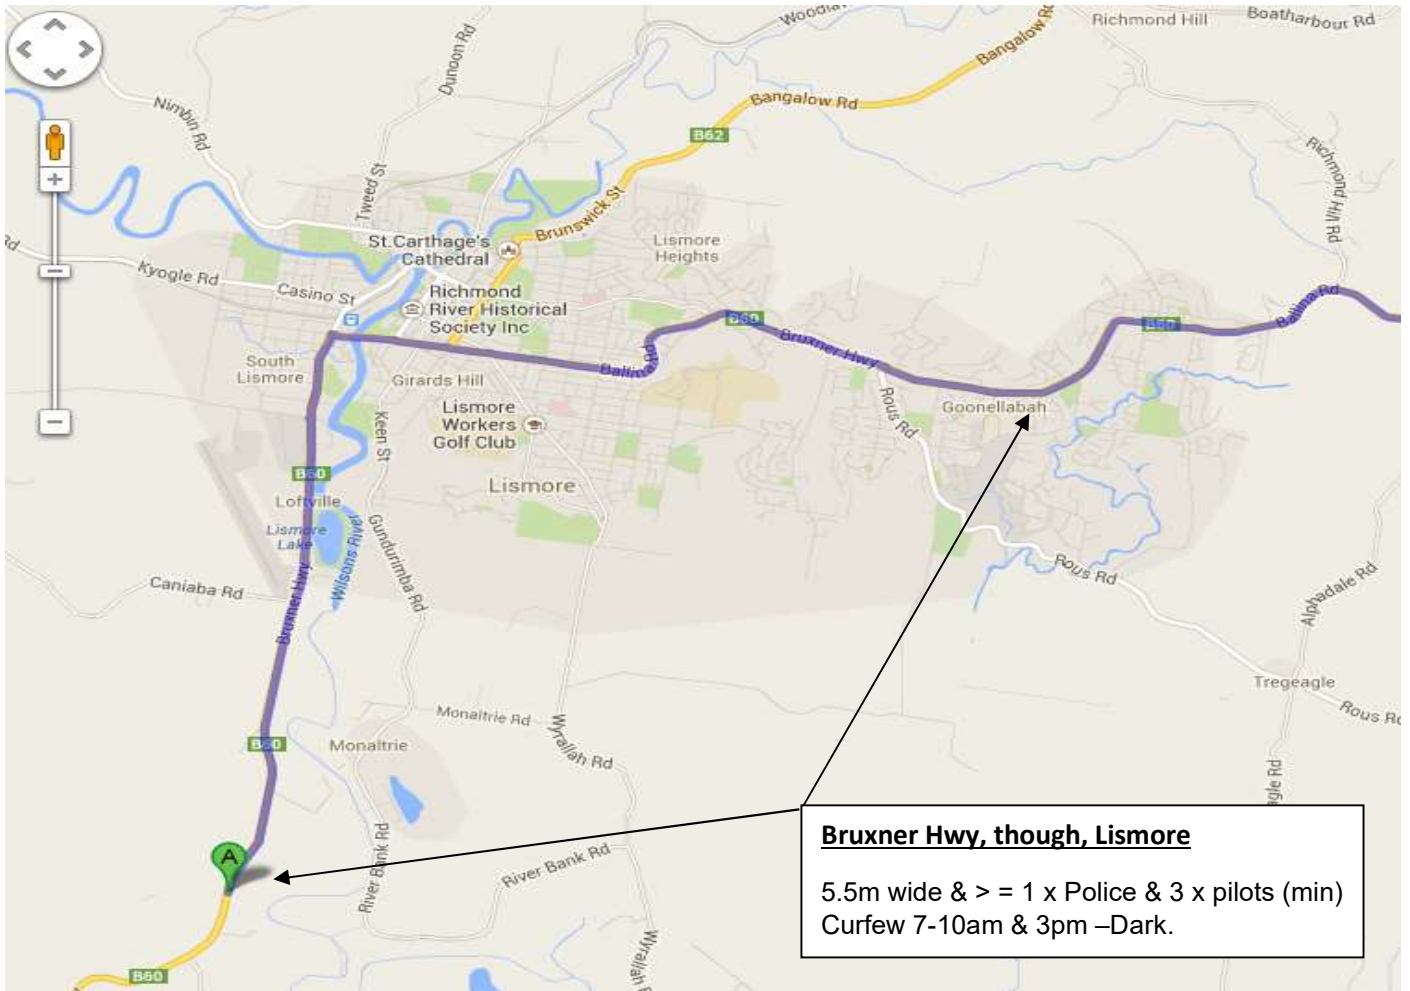 Woodlaw
Richmond Hill
Boatharbour Rd
Bangalow Rd
Dunoon Rd
Nimbin Rd
Bangalow Rd
B62
Richmond Hill Rd
Tweed St
Brunswick St
St.Carthage's
Cathedral
Lismore
Heights
Rd
Kyogle Rd
Casino St
Richmond
River Historical
Society Inc
B60
Bruxner Hwy
B60
Ballina Rd
South
Lismore
Girards Hill
Ballina Rd
Rous Rd
Goonellabah
Keen St
Lismore
Workers
Golf Club
B60
Loftville
Lismore
Lismore
Lake
Wilsons River
Gundurimba Rd
Caniaba Rd
Bruxner Hwy
Rous Rd
Alphadale Rd
Tregeagle
Rous Rd
Monaltrie Rd
Wyrallah Rd
B60
Monaltrie
agle Rd
A
River Bank Rd
River Bank Rd
Wyrallah R
B60
Bruxner Hwy, though, Lismore
5.5m wide & > = 1 x Police & 3 x pilots (min)
Curfew 7-10am & 3pm –Dark.